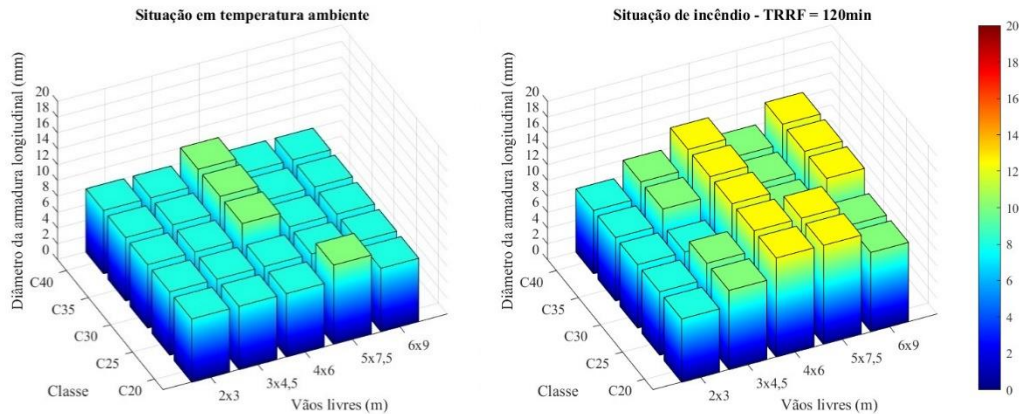 Situação em temperatura ambiente
Diâmetro da armadura longitudinal (mm)
20
18
16
14
12
10
8
6
4
2
0
C40
C35
C30
C25
C20
Classe
2x3
3x4,5
4x6
5x7,5
6x9
Vãos livres (m)
Situação de incêndio - TRRF = 120min
Diâmetro da armadura longitudinal (mm)
20
18
16
14
12
10
8
6
4
2
0
C40
C35
C30
C25
C20
Classe
2x3
3x4,5
4x6
5x7,5
6x9
Vãos livres (m)
20
18
16
14
12
10
8
6
4
2
0